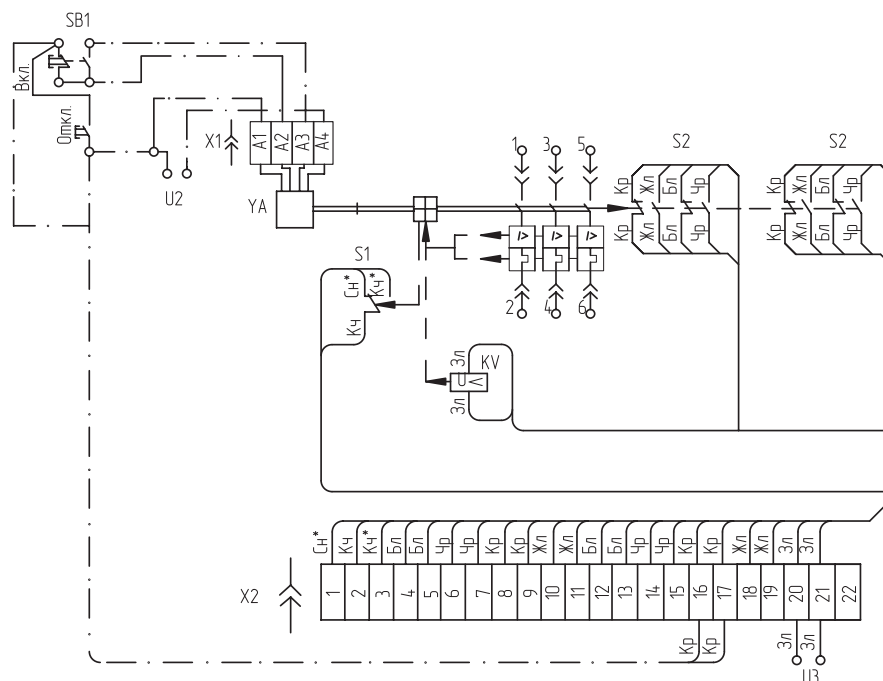 SB1
Вкл.
Откл.
U2
X1
A1 A2 A3 A4
YA
1 3 5
I> I> I>
2 4 6
S2
Кр Жл Бл Чр
Кр Жл Бл Чр
S2
Кр Жл Бл Чр
Кр Жл Бл Чр
S1
Сн* Кч*
Кч
Зл KV
U<
Зл
Сн* Кч Кч* Бл Бл Чр Чр Кр Кр Жл Жл Бл Бл Чр Чр Кр Кр Жл Жл Зл Зл
X2
1 2 3 4 5 6 7 8 9 10 11 12 13 14 15 16 17 18 19 20 21 22
Кр Кр Зл Зл
U3